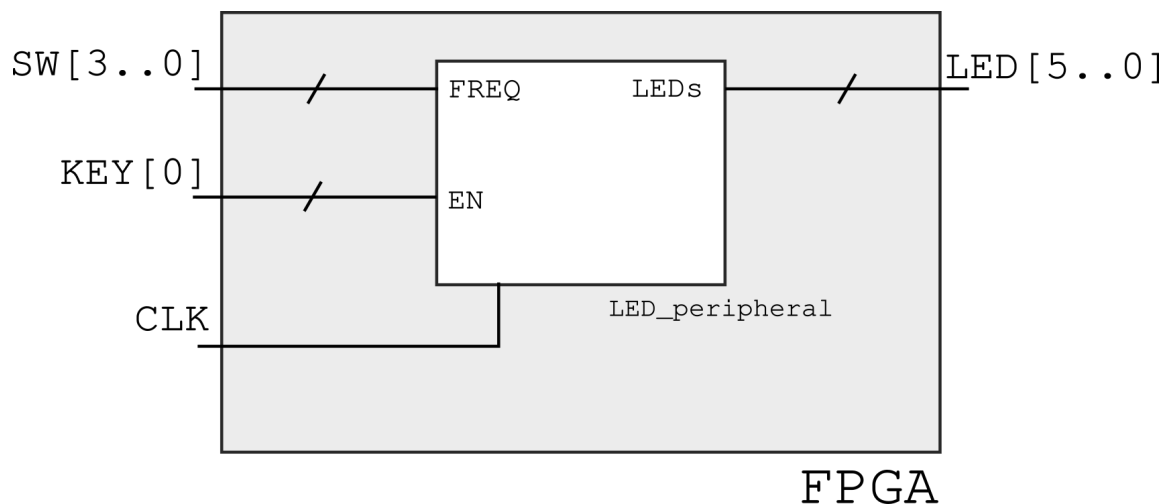 SW[3..0]
FREQ
LEDs
LED[5..0]
KEY[0]
EN
LED_peripheral
CLK
FPGA